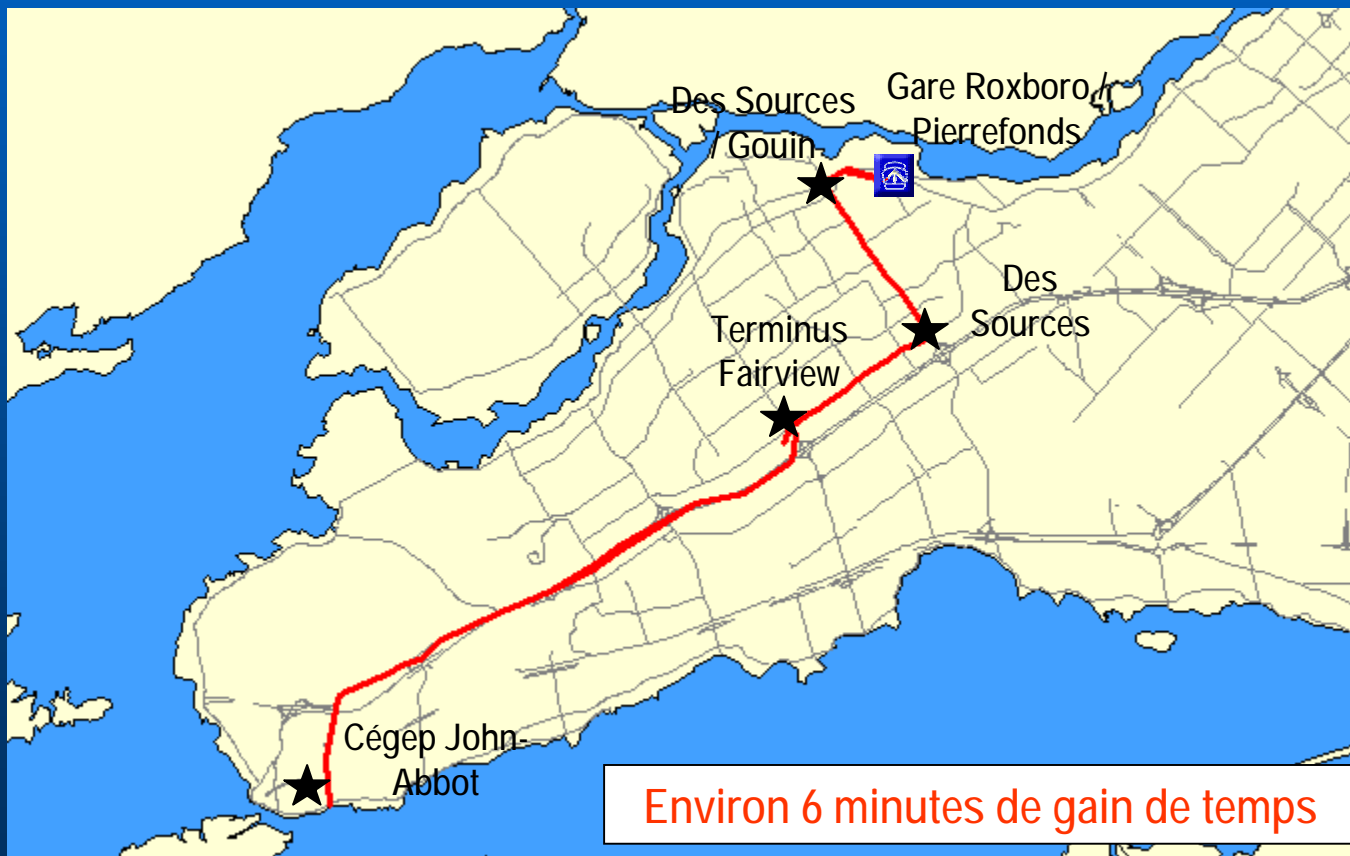 Des Sources
/ Gouin
Gare Roxboro /
Pierrefonds
Des
Sources
Terminus
Fairview
Cégep John-
Abbot
Environ 6 minutes de gain de temps